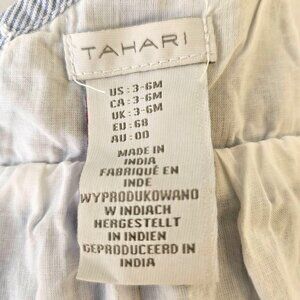 TAHARI
US : 3-6M
CA : 3-6M
UK : 3-6M
EU : 68
AU : 00
MADE IN
INDIA
FABRIQUÉ EN
INDE
WYPRODUKOWANO
W INDIACH
HERGESTELLT
IN INDIEN
GEPRODUCEERD IN
INDIA